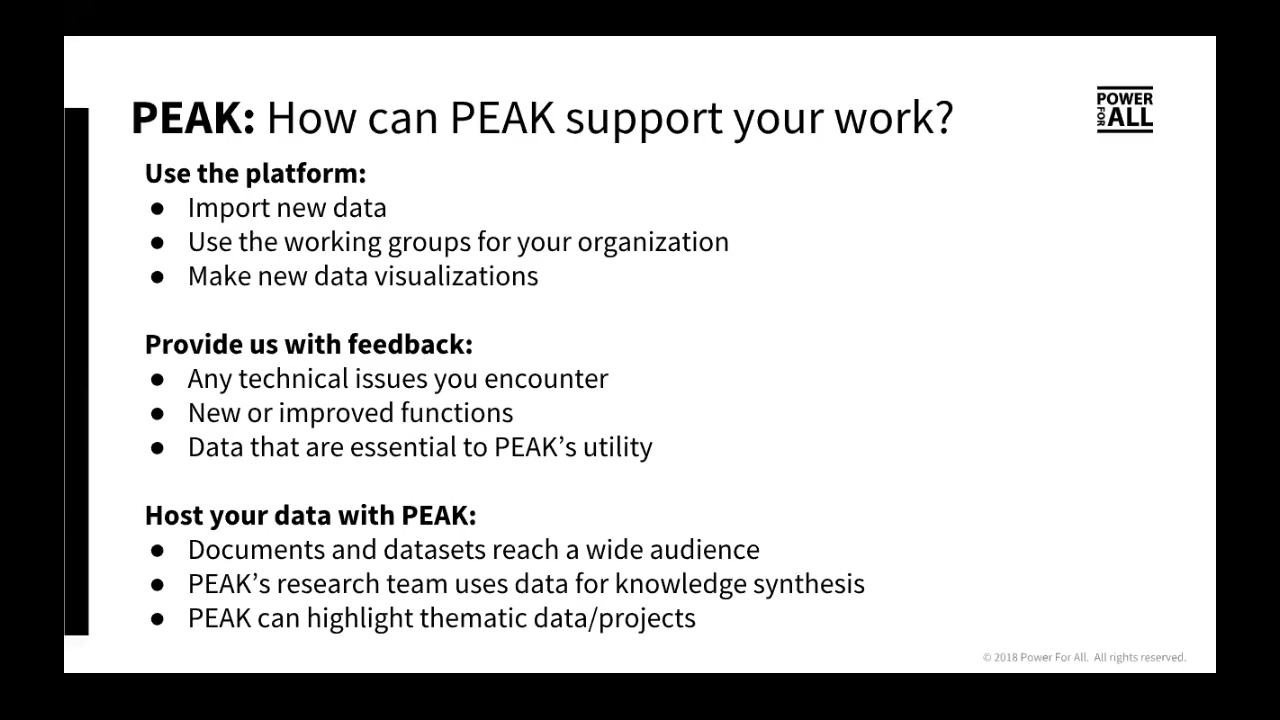 PEAK: How can PEAK support your work?
POWER
FOR ALL
Use the platform:
● Import new data
● Use the working groups for your organization
● Make new data visualizations
Provide us with feedback:
● Any technical issues you encounter
● New or improved functions
● Data that are essential to PEAK’s utility
Host your data with PEAK:
● Documents and datasets reach a wide audience
● PEAK’s research team uses data for knowledge synthesis
● PEAK can highlight thematic data/projects
© 2018 Power For All. All rights reserved.